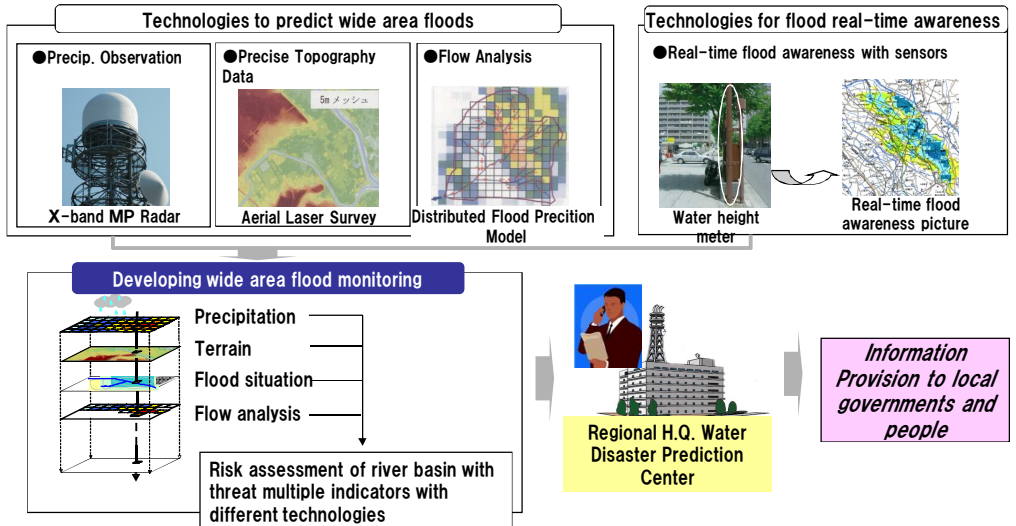 Technologies to predict wide area floods
●Precip. Observation
X-band MP Radar
●Precise Topography
Data
5m メッシュ
Aerial Laser Survey
●Flow Analysis
Distributed Flood Precition
Model
Technologies for flood real-time awareness
●Real-time flood awareness with sensors
Water height
meter
Real-time flood
awareness picture
Developing wide area flood monitoring
Precipitation
Terrain
Flood situation
Flow analysis
Risk assessment of river basin with
threat multiple indicators with
different technologies
Regional H.Q. Water
Disaster Prediction
Center
Information
Provision to local
governments and
people